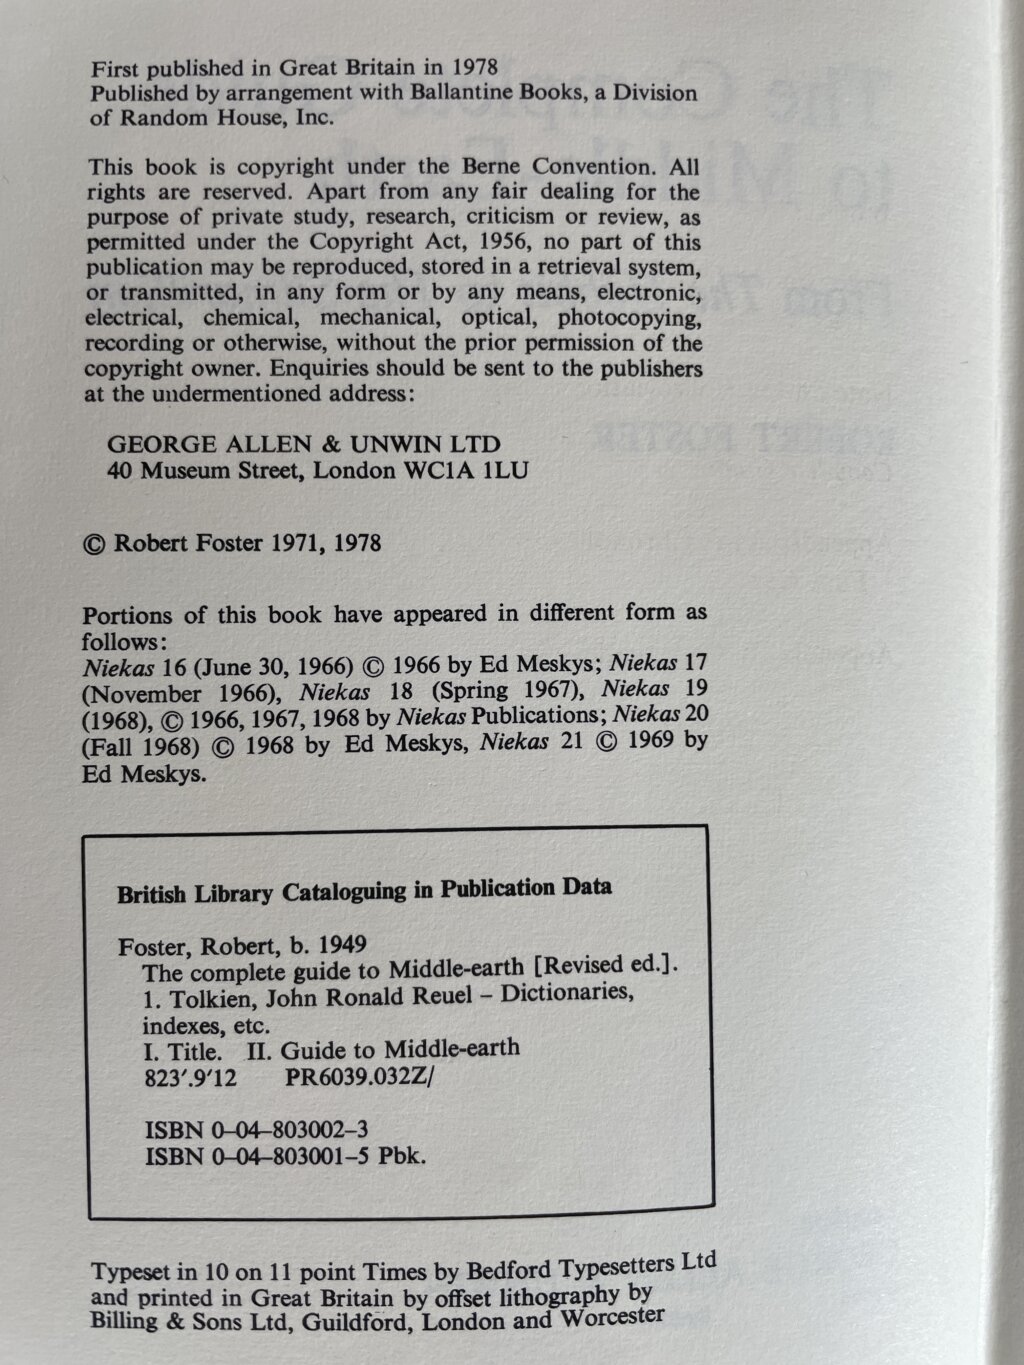 First published in Great Britain in 1978
Published by arrangement with Ballantine Books, a Division
of Random House, Inc.
This book is copyright under the Berne Convention. All
rights are reserved. Apart from any fair dealing for the
purpose of private study, research, criticism or review, as
permitted under the Copyright Act, 1956, no part of this
publication may be reproduced, stored in a retrieval system,
or transmitted, in any form or by any means, electronic,
electrical, chemical, mechanical, optical, photocopying,
recording or otherwise, without the prior permission of the
copyright owner. Enquiries should be sent to the publishers
at the undermentioned address:
GEORGE ALLEN & UNWIN LTD
40 Museum Street, London WC1A 1LU
© Robert Foster 1971, 1978
Portions of this book have appeared in different form as
follows:
Niekas 16 (June 30, 1966) © 1966 by Ed Meskys; Niekas 17
(November 1966), Niekas 18 (Spring 1967), Niekas 19
(1968), © 1966, 1967, 1968 by Niekas Publications; Niekas 20
(Fall 1968) © 1968 by Ed Meskys, Niekas 21 © 1969 by
Ed Meskys.
British Library Cataloguing in Publication Data
Foster, Robert, b. 1949
The complete guide to Middle-earth [Revised ed.].
1. Tolkien, John Ronald Reuel – Dictionaries,
indexes, etc.
I. Title. II. Guide to Middle-earth
823′.9′12 PR6039.032Z/
ISBN 0–04–803002–3
ISBN 0–04–803001–5 Pbk.
Typeset in 10 on 11 point Times by Bedford Typesetters Ltd
and printed in Great Britain by offset lithography by
Billing & Sons Ltd, Guildford, London and Worcester